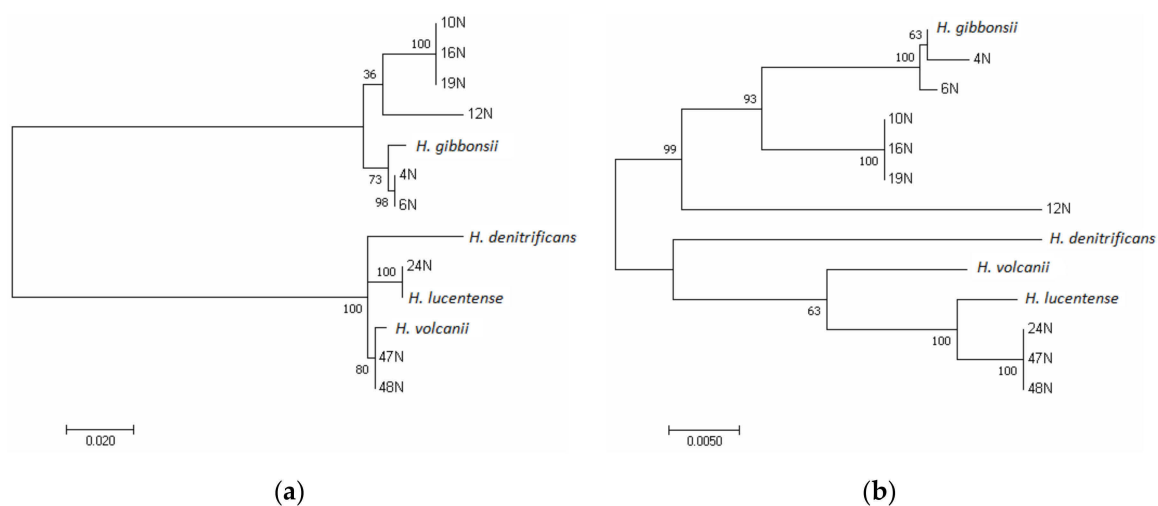 10N
100
16N
36
19N
12N
H. gibbonsii
4N
73
98
6N
H. denitrificans
24N
100
H. lucentense
100
H. volcanii
47N
80
48N
0.020
(a)
H. gibbonsii
63
4N
100
6N
93
10N
16N
100
19N
99
12N
H. denitrificans
H. volcanii
63
H. lucentense
24N
100
47N
100
48N
0.0050
(b)